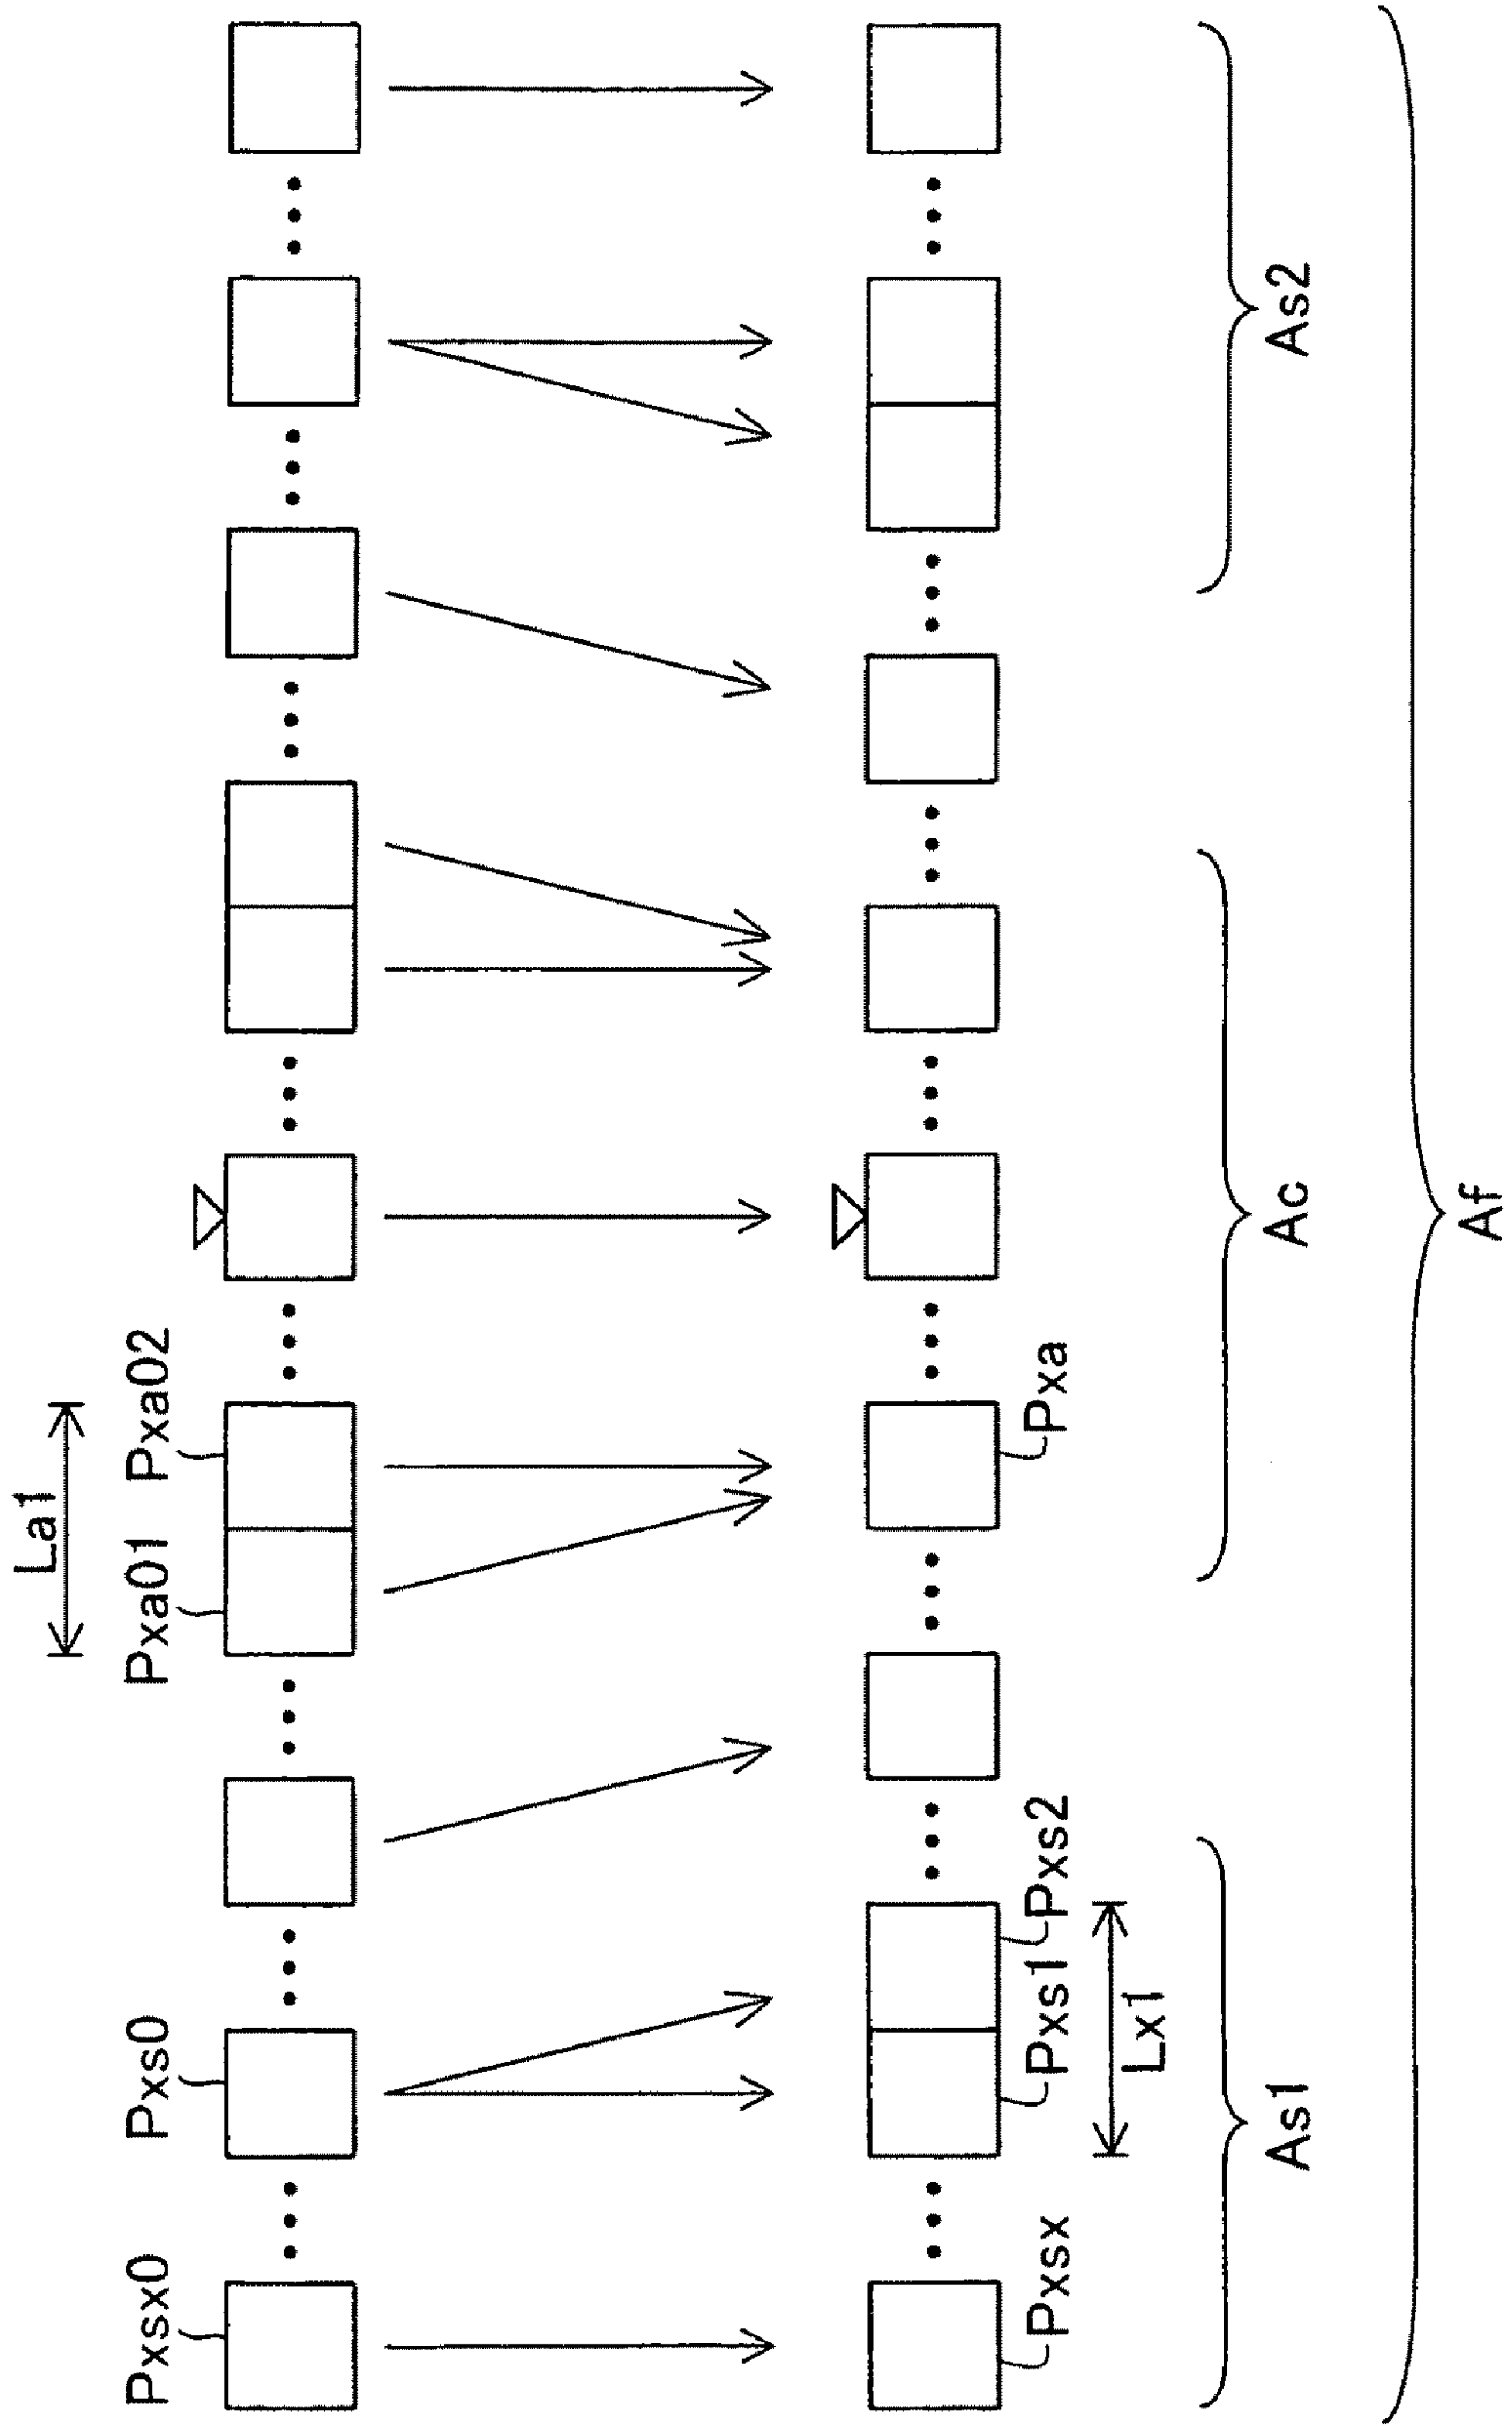 La1
Pxsx0
Pxs0
Pxa01
Pxa02
Pxsx
Pxs1
Pxs2
Pxa
Lx1
As1
Ac
As2
Af